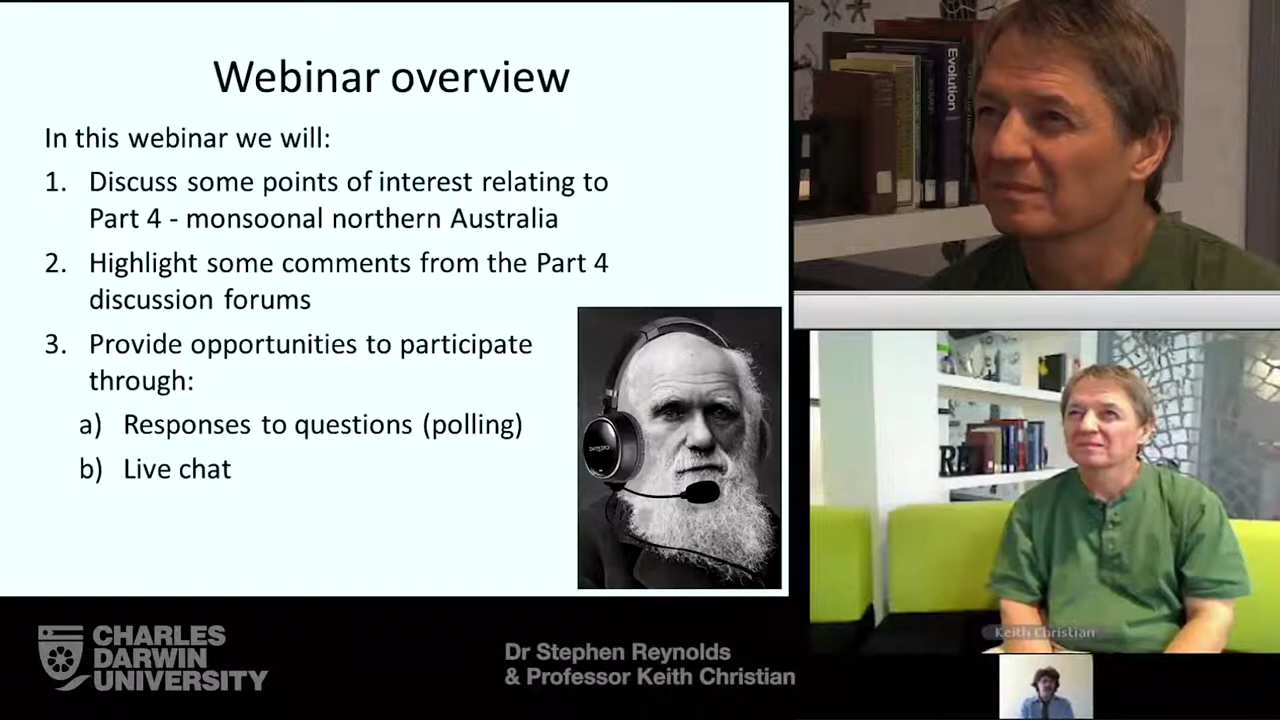 Webinar overview
In this webinar we will:
1. Discuss some points of interest relating to
Part 4 - monsoonal northern Australia
2. Highlight some comments from the Part 4
discussion forums
3. Provide opportunities to participate
through:
a) Responses to questions (polling)
b) Live chat
Evolution
RE
Keith Christian
CHARLES
DARWIN
UNIVERSITY
Dr Stephen Reynolds
& Professor Keith Christian